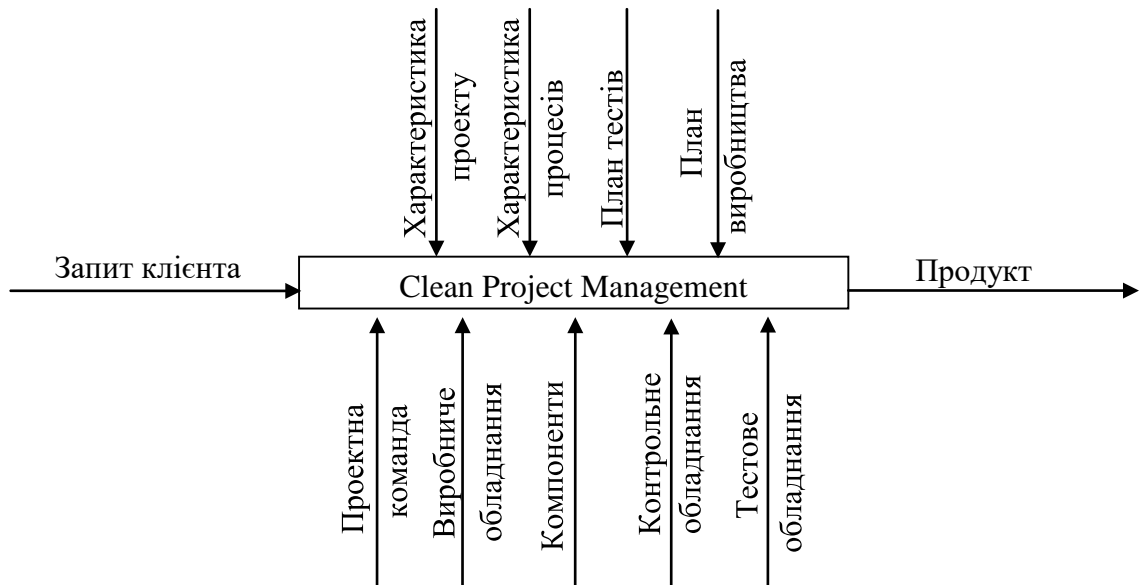 Характеристика
проекту
Характеристика
процесів
План тестів
План
виробництва
Запит клієнта
Clean Project Management
Продукт
Проектна
команда
Виробниче
обладнання
Компоненти
Контрольне
обладнання
Тестове
обладнання